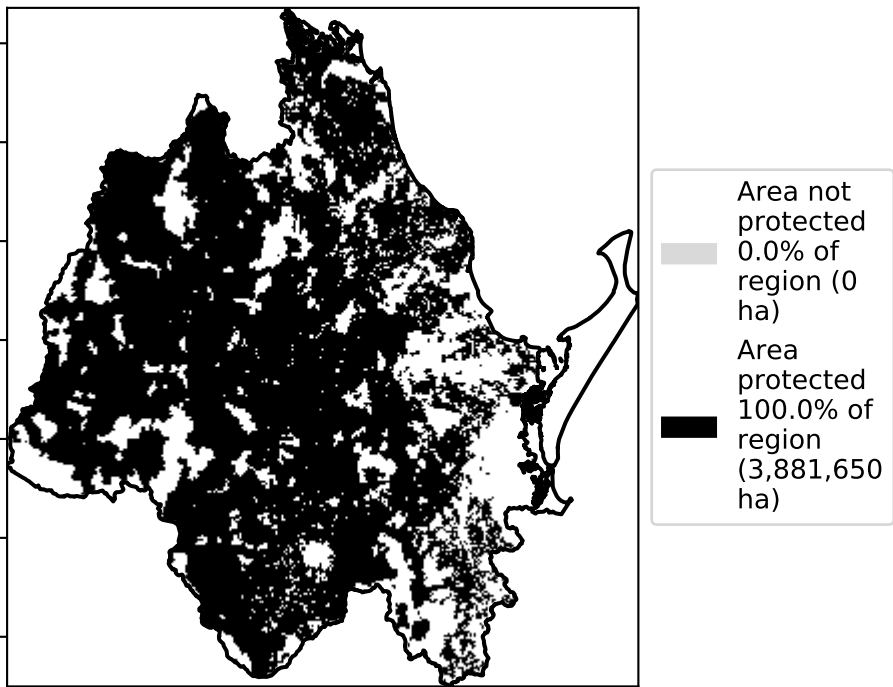 Area not
protected
0.0% of
region (0
ha)
Area
protected
100.0% of
region
(3,881,650
ha)